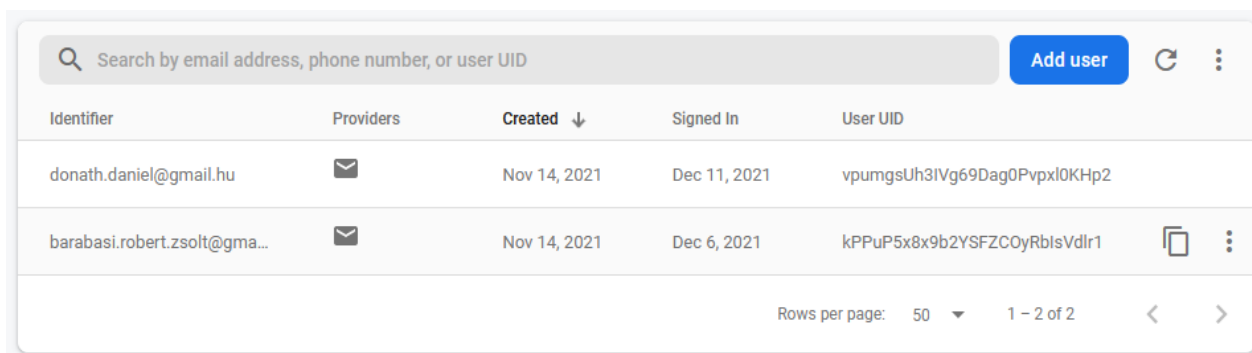 Search by email address, phone number, or user UID Add user
Identifier Providers Created Signed In User UID
donath.daniel@gmail.hu Nov 14, 2021 Dec 11, 2021 vpumgsUh3IVg69Dag0Pvpxl0KHp2
barabasi.robert.zsolt@gma... Nov 14, 2021 Dec 6, 2021 kPPuP5x8x9b2YSFZCOyRbIsVdlr1
Rows per page: 50 1 – 2 of 2